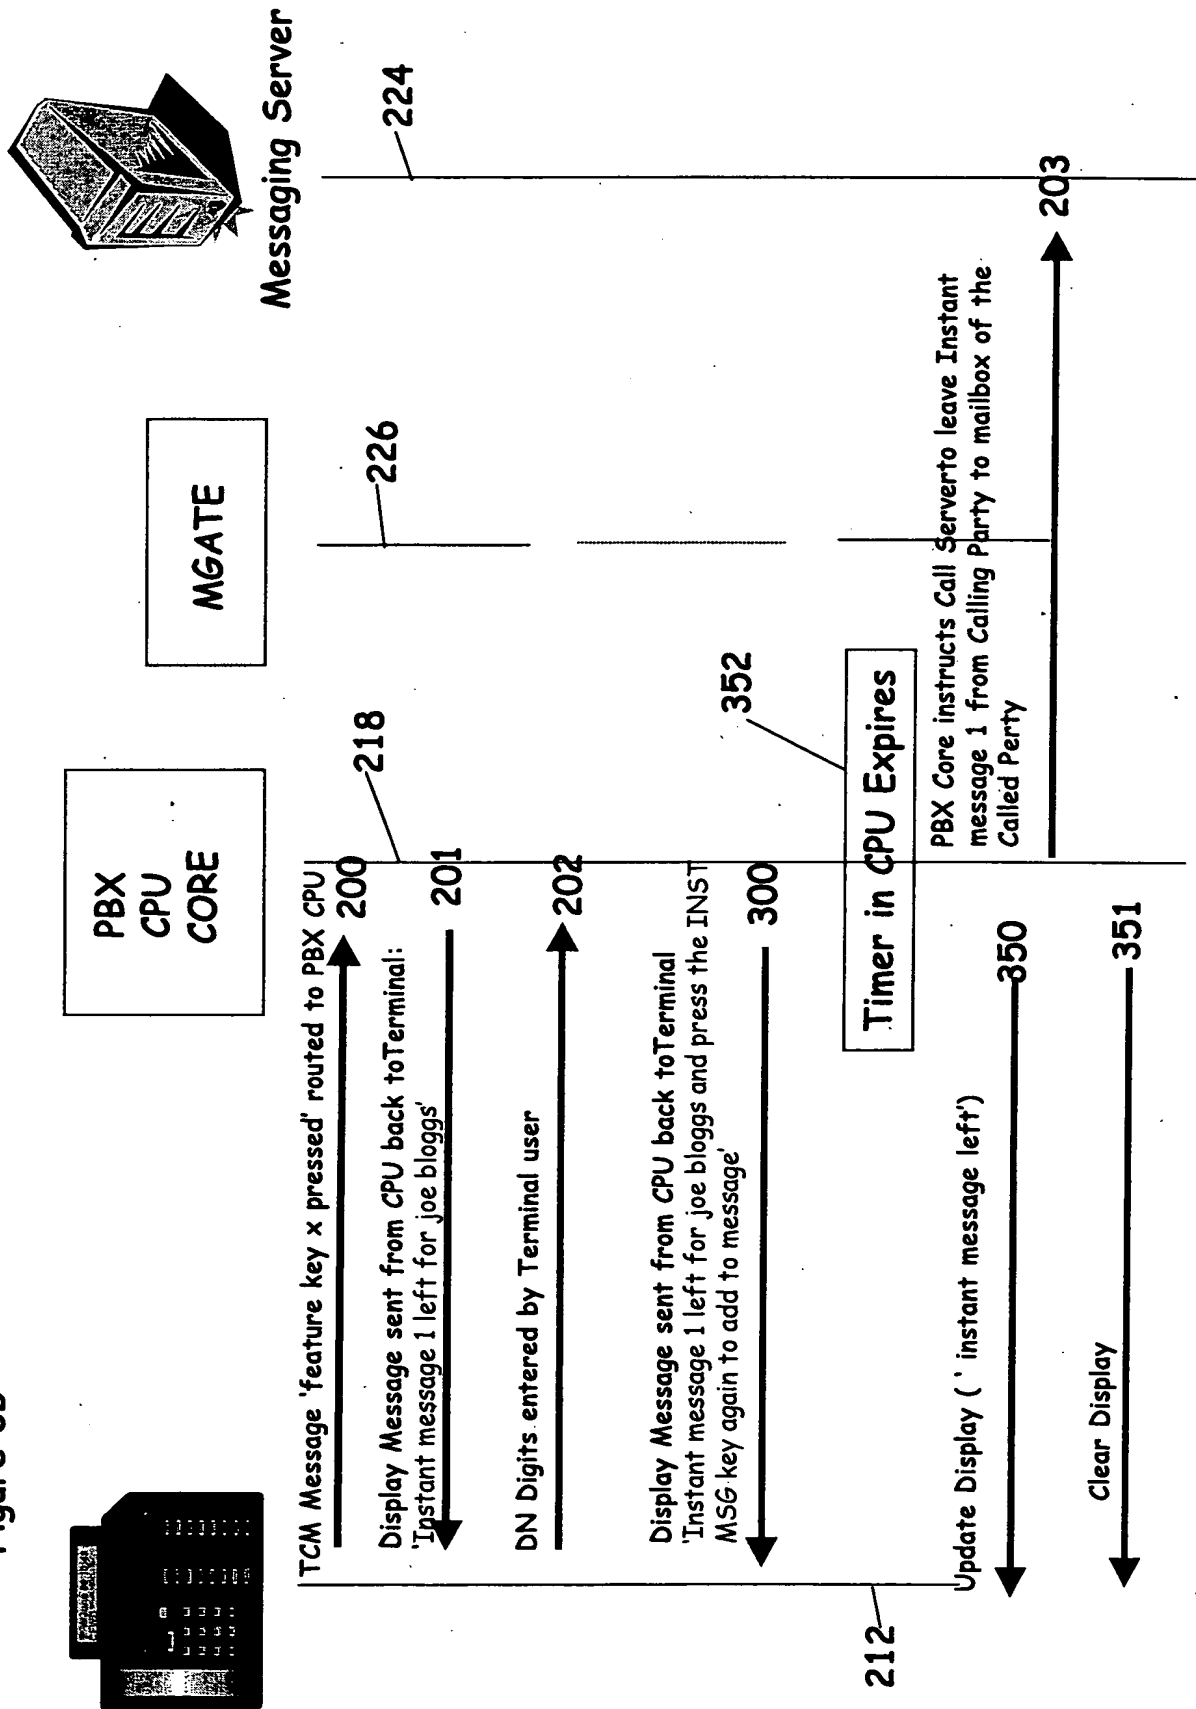 PBX
CPU
CORE
MGATE
Messaging Server
218
226
224
TCM Message 'feature key x pressed' routed to PBX CPU
200
Display Message sent from CPU back toTerminal:
'Instant message 1 left for joe bloggs'
201
DN Digits entered by Terminal user
202
Display Message sent from CPU back toTerminal
'Instant message 1 left for joe bloggs and press the INST
MSG key again to add to message'
300
352
Timer in CPU Expires
212
PBX Core instructs Call Serverto leave Instant
message 1 from Calling Party to mailbox of the
Called Perty
203
Update Display ( ' instant message left')
350
Clear Display
351